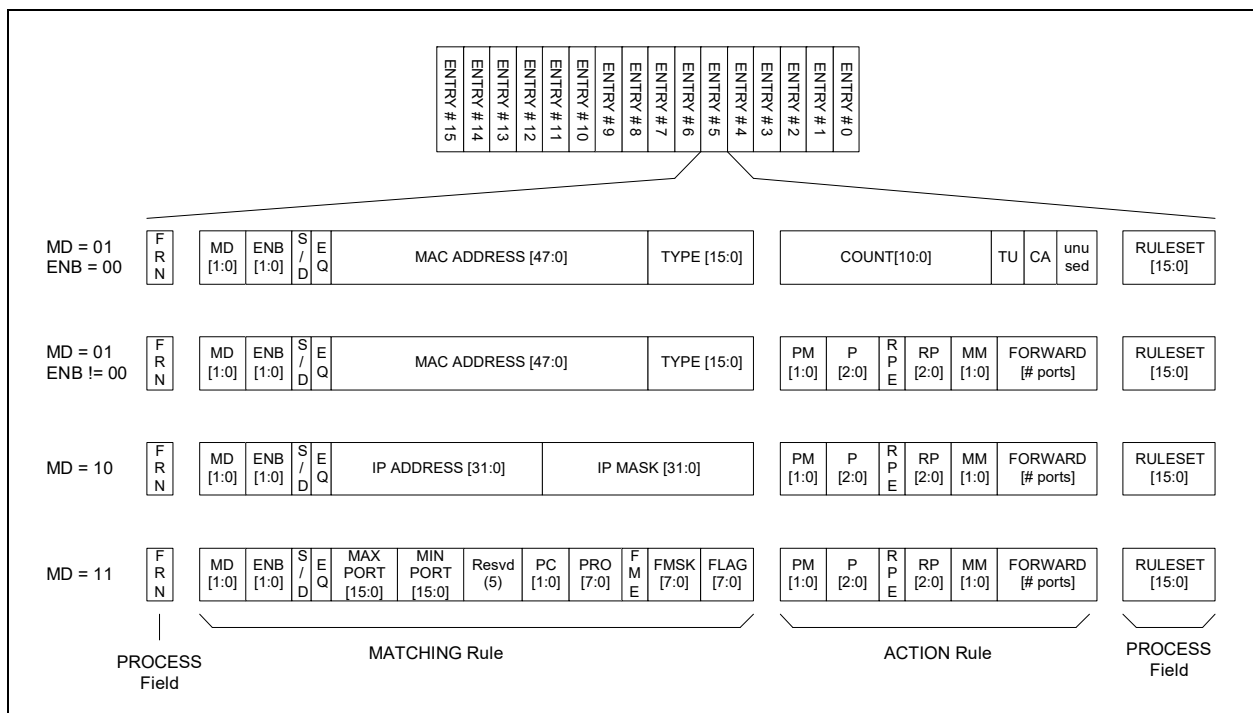 ENTRY # 15
ENTRY # 14
ENTRY # 13
ENTRY # 12
ENTRY # 11
ENTRY # 10
ENTRY #9
ENTRY #8
ENTRY #7
ENTRY #6
ENTRY #5
ENTRY #4
ENTRY #3
ENTRY #2
ENTRY #1
ENTRY #0
MD = 01
ENB = 00
FRN
MD
[1:0]
ENB
[1:0]
S/D
EQ
MAC ADDRESS [47:0]
TYPE [15:0]
COUNT[10:0]
TU
CA
unu
sed
RULESET
[15:0]
MD = 01
ENB != 00
FRN
MD
[1:0]
ENB
[1:0]
S/D
EQ
MAC ADDRESS [47:0]
TYPE [15:0]
PM
[1:0]
P
[2:0]
RPE
RP
[2:0]
MM
[1:0]
FORWARD
[# ports]
RULESET
[15:0]
MD = 10
FRN
MD
[1:0]
ENB
[1:0]
S/D
EQ
IP ADDRESS [31:0]
IP MASK [31:0]
PM
[1:0]
P
[2:0]
RPE
RP
[2:0]
MM
[1:0]
FORWARD
[# ports]
RULESET
[15:0]
MD = 11
FRN
MD
[1:0]
ENB
[1:0]
S/D
EQ
MAX
PORT
[15:0]
MIN
PORT
[15:0]
Resvd
(5)
PC
[1:0]
PRO
[7:0]
FME
FMSK
[7:0]
FLAG
[7:0]
PM
[1:0]
P
[2:0]
RPE
RP
[2:0]
MM
[1:0]
FORWARD
[# ports]
RULESET
[15:0]
PROCESS
Field
MATCHING Rule
ACTION Rule
PROCESS
Field